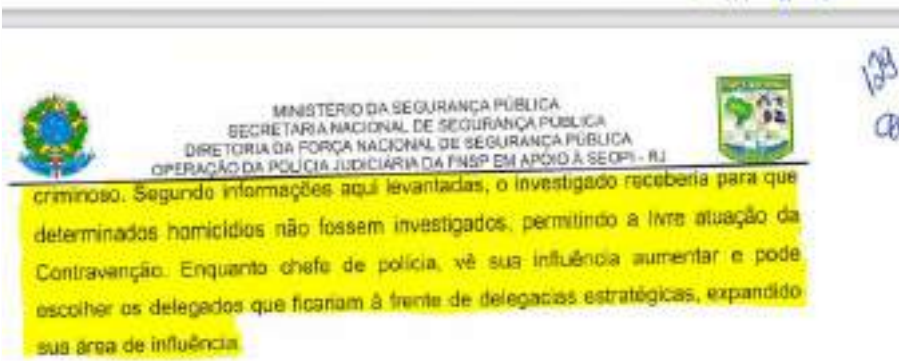 MINISTÉRIO DA SEGURANÇA PÚBLICA
SECRETARIA NACIONAL DE SEGURANÇA PÚBLICA
DIRETORIA DA FORÇA NACIONAL DE SEGURANÇA PÚBLICA
OPERAÇÃO DA POLÍCIA JUDICIÁRIA DA FNSP EM APOIO À SEOPI - RJ
criminoso. Segundo informações aqui levantadas, o investigado receberia para que
determinados homicídios não fossem investigados, permitindo a livre atuação da
Contravenção. Enquanto chefe de polícia, vê sua influência aumentar e pode
escolher os delegados que ficariam à frente de delegacias estratégicas, expandido
sua área de influência.